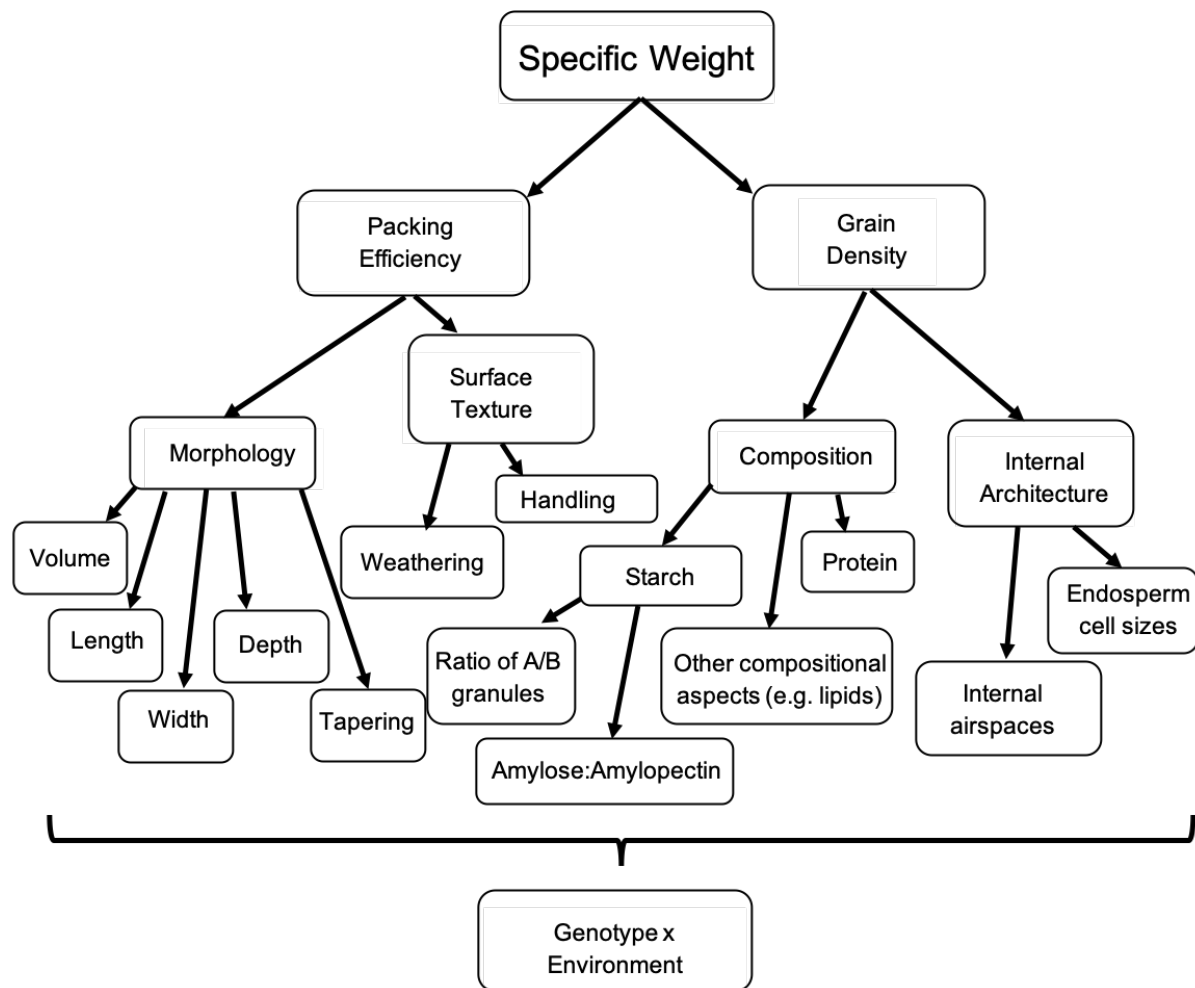 Specific Weight
Packing
Efficiency
Grain
Density
Surface
Texture
Morphology
Composition
Internal
Architecture
Handling
Volume
Weathering
Starch
Protein
Endosperm
cell sizes
Length
Depth
Ratio of A/B
granules
Other compositional
aspects (e.g. lipids)
Internal
airspaces
Width
Tapering
Amylose:Amylopectin
Genotype x
Environment